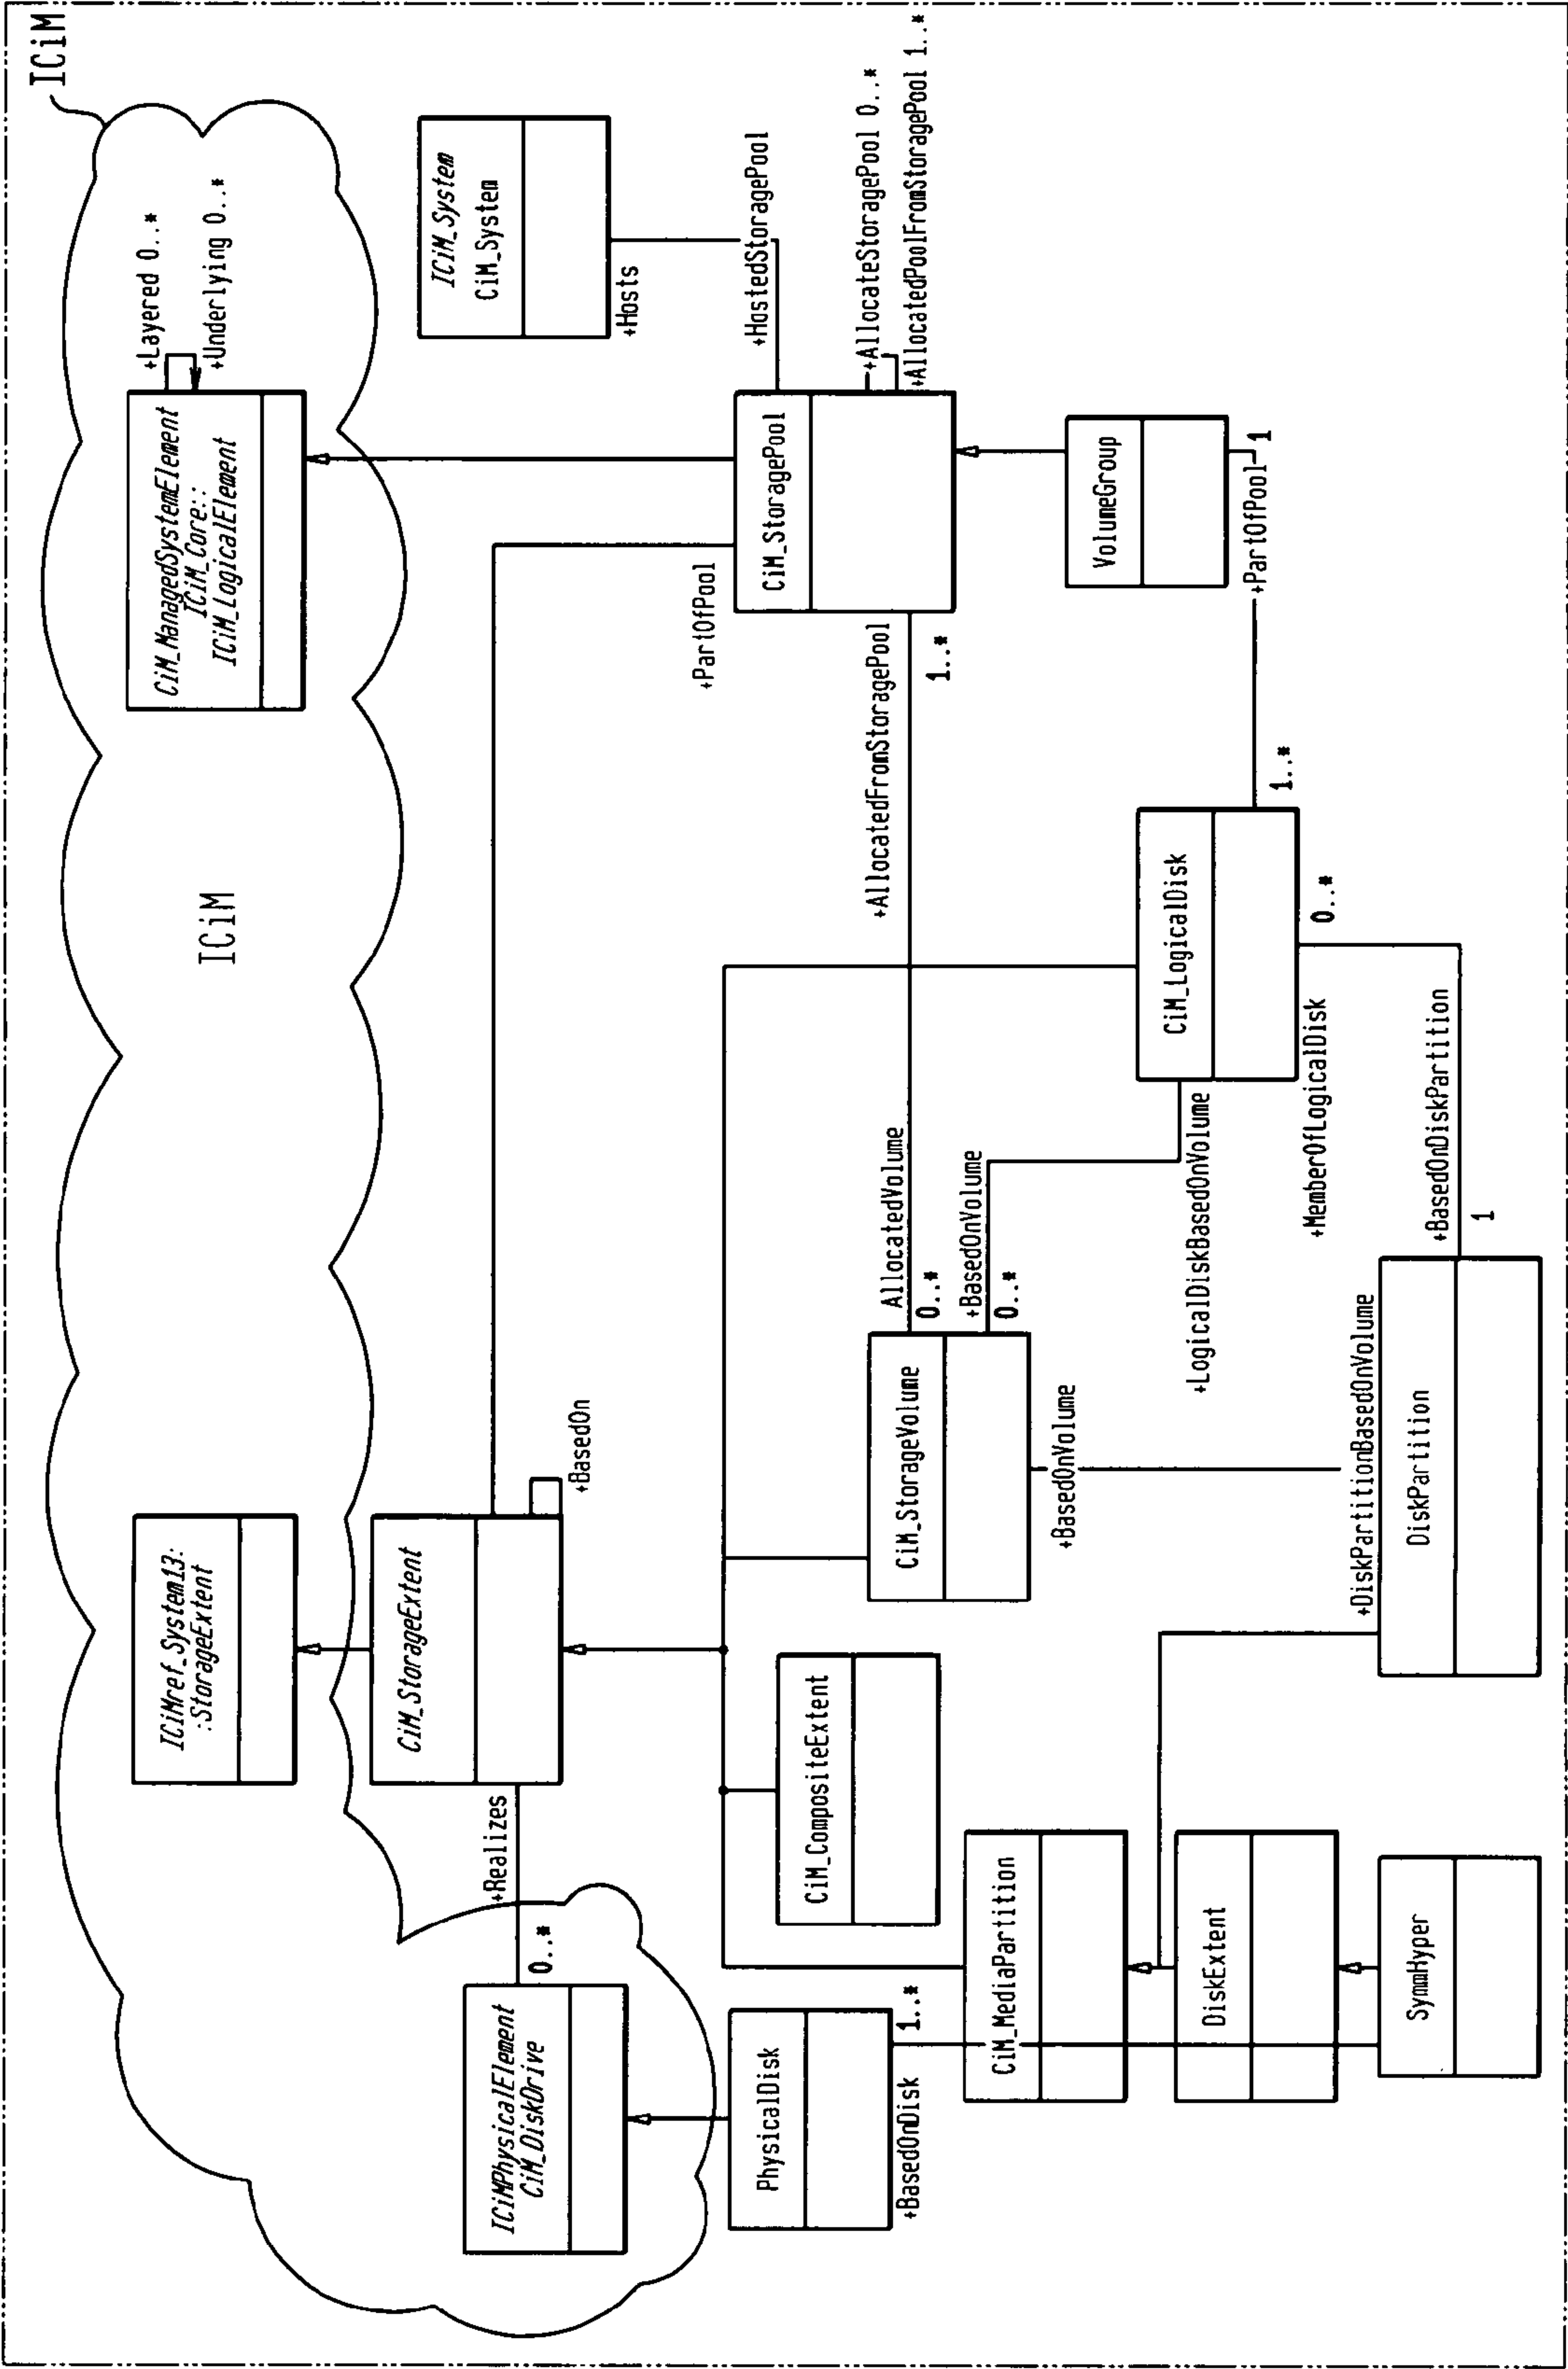 ICiM
ICiM
+Layered 0..*
+Underlying 0..*
CiM_ManagedSystemElement
ICiM_Core::
ICiM_LogicalElement
ICiMref_System13:
:StorageExtent
ICiM_System
CiM_System
+Hosts
CiM_StorageExtent
+BasedOn
+Realizes
0..*
ICiMPhysicalElement
CiM_DiskDrive
+HostedStoragePool
+PartOfPool
CiM_StoragePool
+AllocateStoragePool 0..*
+AllocatedPoolFromStoragePool 1..*
+AllocatedFromStoragePool
1..*
PhysicalDisk
+BasedOnDisk
1..*
CiM_CompositeExtent
CiM_StorageVolume
AllocatedVolume
0..*
+BasedOnVolume
0..*
+BasedOnVolume
VolumeGroup
+PartOfPool
1
CiM_MediaPartition
CiM_LogicalDisk
1..*
0..*
+LogicalDiskBasedOnVolume
+MemberOfLogicalDisk
DiskExtent
+DiskPartitionBasedOnVolume
+BasedOnDiskPartition
1
SymmHyper
DiskPartition